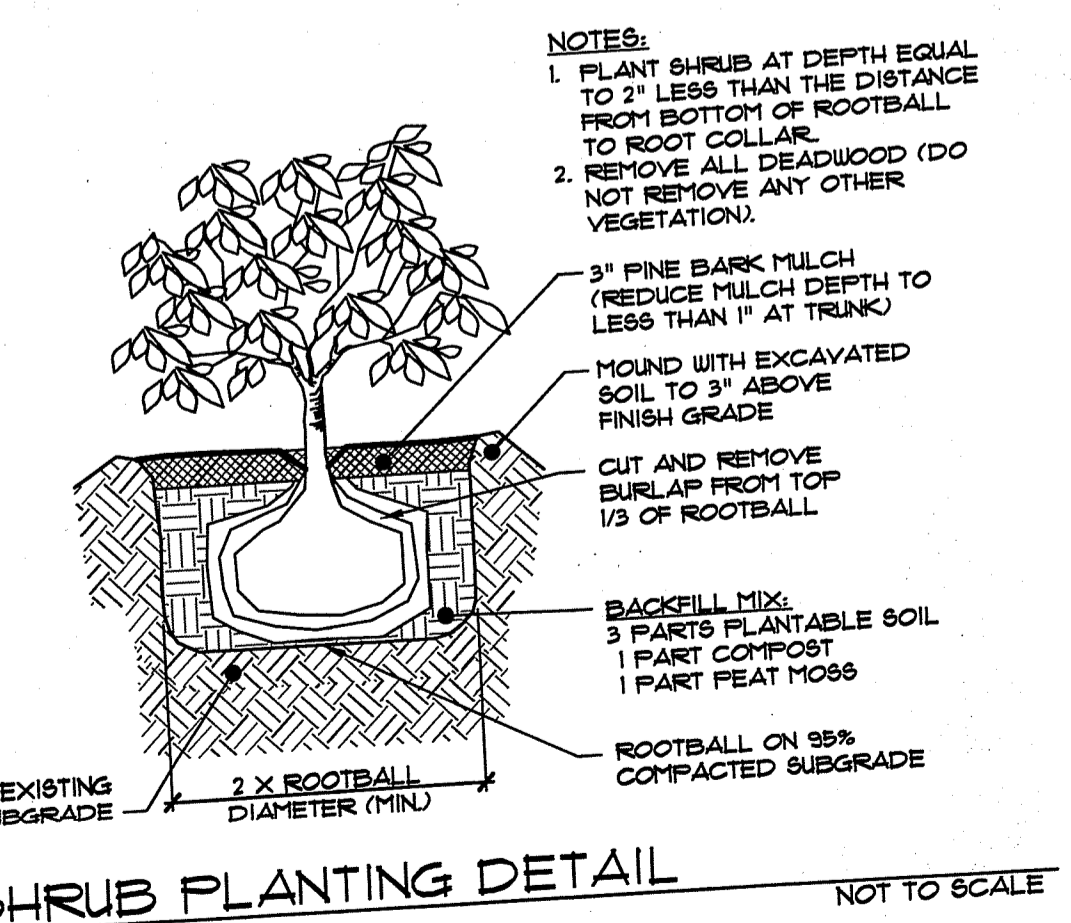 NOTES:
1. PLANT SHRUB AT DEPTH EQUAL
TO 2" LESS THAN THE DISTANCE
FROM BOTTOM OF ROOTBALL
TO ROOT COLLAR.
2. REMOVE ALL DEADWOOD (DO
NOT REMOVE ANY OTHER
VEGETATION).
3" PINE BARK MULCH
(REDUCE MULCH DEPTH TO
LESS THAN 1" AT TRUNK)
MOUND WITH EXCAVATED
SOIL TO 3" ABOVE
FINISH GRADE
CUT AND REMOVE
BURLAP FROM TOP
1/3 OF ROOTBALL
BACKFILL MIX:
3 PARTS PLANTABLE SOIL
1 PART COMPOST
1 PART PEAT MOSS
ROOTBALL ON 95%
COMPACTED SUBGRADE
EXISTING
BGRADE
2 X ROOTBALL
DIAMETER (MIN.)
SHRUB PLANTING DETAIL
NOT TO SCALE